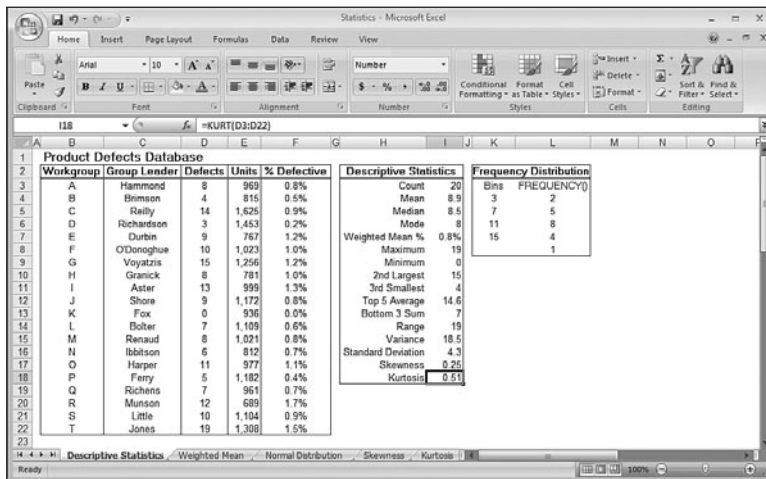 Statistics - Microsoft Excel
Home Insert Page Layout Formulas Data Review View
Paste
Arial 10 A A
B I U A
Number
$ % ,
Conditional Formatting Format as Table Cell Styles
Insert
Delete
Format
Σ
Sort & Filter Find & Select
Clipboard Font Alignment Number Styles Cells Editing
I18 fx =KURT(D3:D22)
A B C D E F G H I J K L M N O
1 Product Defects Database
2 Workgroup Group Lender Defects Units % Defective Descriptive Statistics Frequency Distribution
3 A Hammond 8 969 0.8% Count 20 Bins FREQUENCY()
4 B Brimson 4 815 0.5% Mean 8.9 3 2
5 C Reilly 14 1,625 0.9% Median 8.5 7 5
6 D Richardson 3 1,453 0.2% Mode 8 11 8
7 E Durbin 9 767 1.2% Weighted Mean % 0.8% 15 4
8 F O'Donoghue 10 1,023 1.0% Maximum 19 1
9 G Voyatzis 15 1,256 1.2% Minimum 0
10 H Granick 8 781 1.0% 2nd Largest 15
11 I Aster 13 999 1.3% 3rd Smallest 4
12 J Shore 9 1,172 0.8% Top 5 Average 14.6
13 K Fox 0 936 0.0% Bottom 3 Sum 7
14 L Bolter 7 1,109 0.6% Range 19
15 M Renaud 8 1,021 0.8% Variance 18.5
16 N Ibbitson 6 812 0.7% Standard Deviation 4.3
17 O Harper 11 977 1.1% Skewness 0.25
18 P Ferry 5 1,182 0.4% Kurtosis 0.51
19 Q Richens 7 961 0.7%
20 R Munson 12 689 1.7%
21 S Little 10 1,104 0.9%
22 T Jones 19 1,308 1.5%
23
Descriptive Statistics Weighted Mean Normal Distribution Skewness Kurtosis
Ready 100%